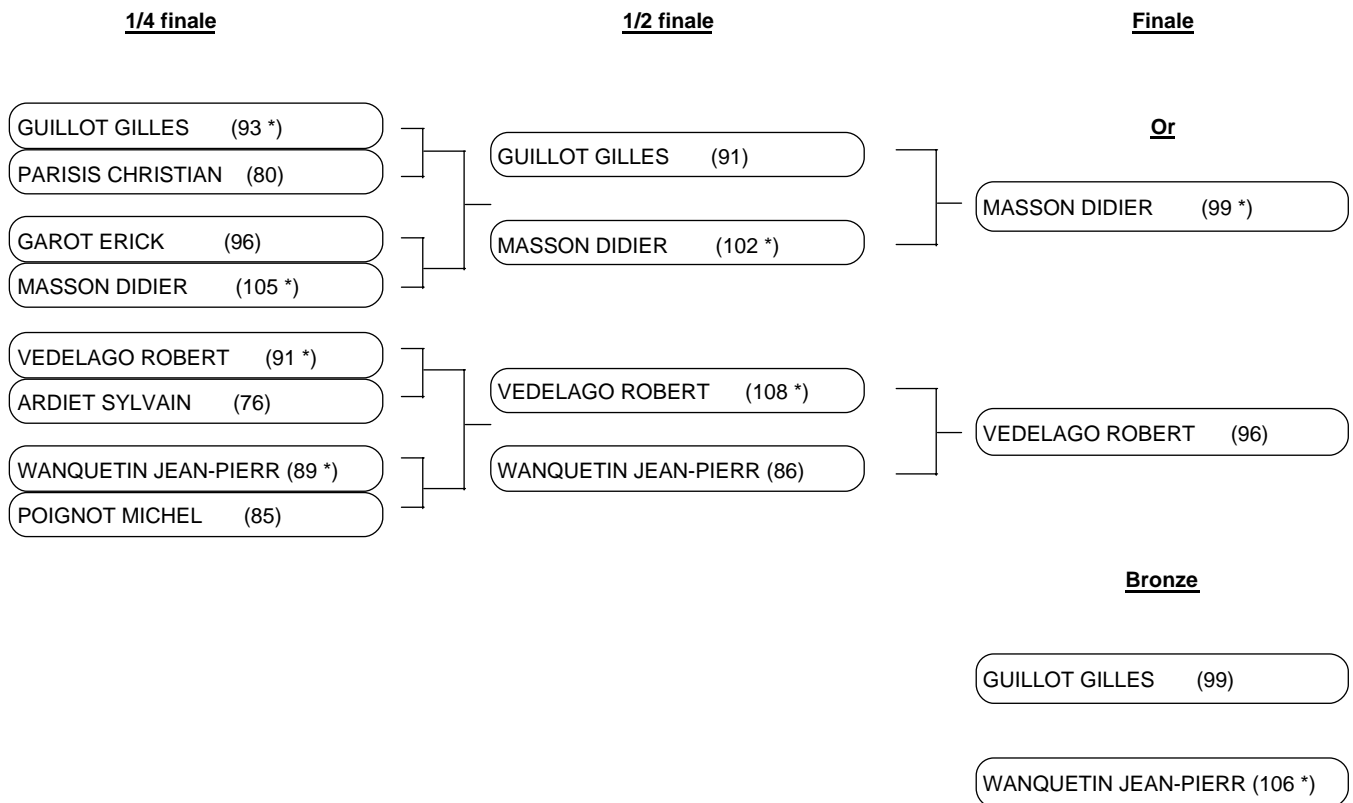 1/4 finale
1/2 finale
Finale
GUILLOT GILLES (93 *)
PARISIS CHRISTIAN (80)
GAROT ERICK (96)
MASSON DIDIER (105 *)
VEDELAGO ROBERT (91 *)
ARDIET SYLVAIN (76)
WANQUETIN JEAN-PIERR (89 *)
POIGNOT MICHEL (85)
GUILLOT GILLES (91)
MASSON DIDIER (102 *)
VEDELAGO ROBERT (108 *)
WANQUETIN JEAN-PIERR (86)
Or
MASSON DIDIER (99 *)
VEDELAGO ROBERT (96)
Bronze
GUILLOT GILLES (99)
WANQUETIN JEAN-PIERR (106 *)